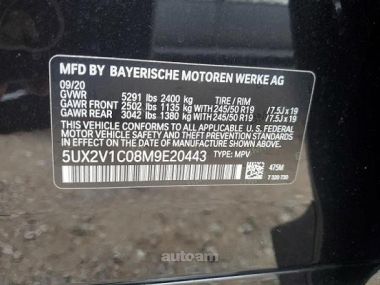 MFD BY BAYERISCHE MOTOREN WERKE AG
09/20
GVWR 5291 lbs 2400 kg TIRE / RIM
GAWR FRONT 2502 lbs 1135 kg WITH 245/50 R19 / 7.5J x 19
GAWR REAR 3042 lbs 1380 kg WITH 245/50 R19 / 7.5J x 19
THIS VEHICLE CONFORMS TO ALL APPLICABLE
U.S. FEDERAL MOTOR VEHICLE SAFETY STANDARDS
IN EFFECT ON THE DATE OF MANUFACTURE SHOWN ABOVE.
5UX2V1C08M9E20443 TYPE: MPV
475M
7 320 730
autoam